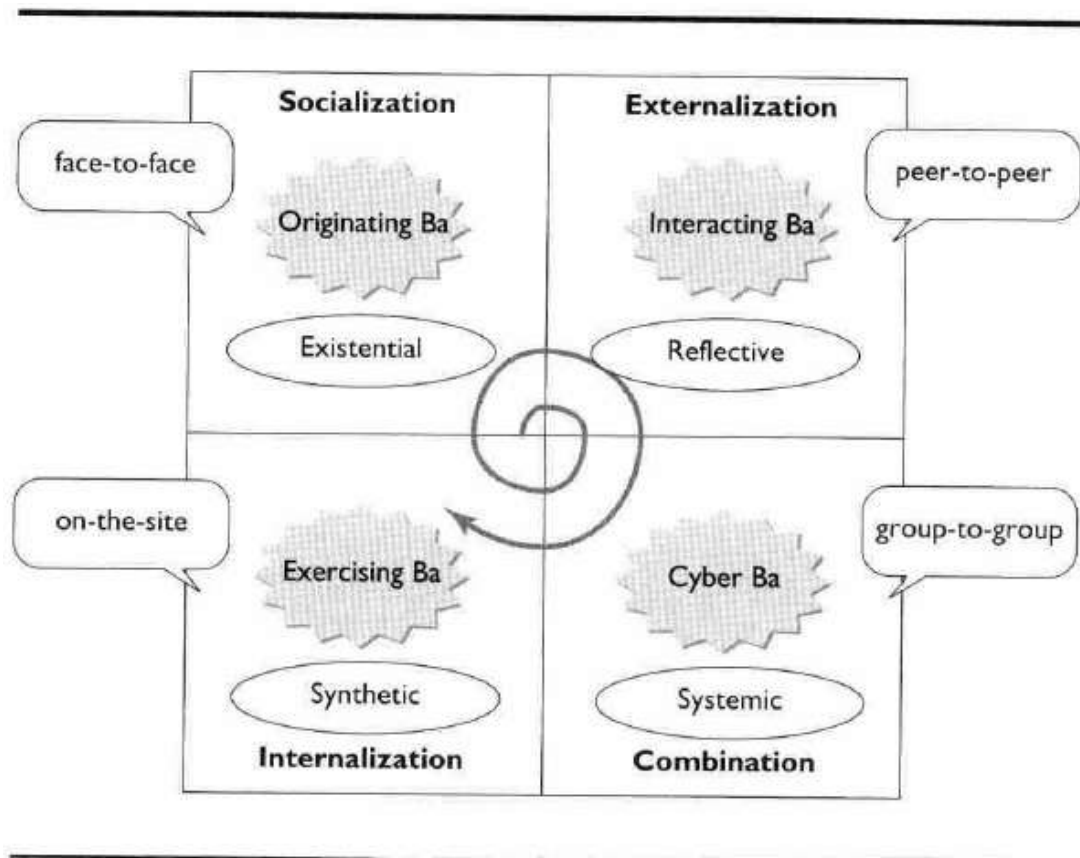 Socialization
Externalization
face-to-face
peer-to-peer
Originating Ba
Interacting Ba
Existential
Reflective
on-the-site
group-to-group
Exercising Ba
Cyber Ba
Synthetic
Systemic
Internalization
Combination